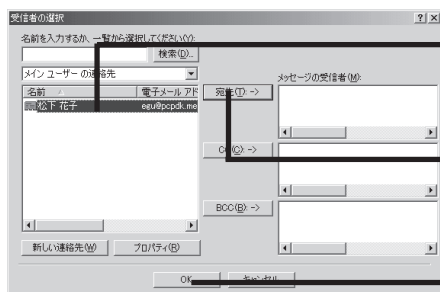 受信者の選択
名前を入力するか、一覧から選択してください(Y):
検索(D)...
メイン ユーザー の連絡先
メッセージの受信者(M):
名前 電子メール アド
松下 花子 egu@pcpdk.me
宛先(T): ->
CC(C): ->
BCC(B): ->
新しい連絡先(W) プロパティ(R)
OK キャンセル